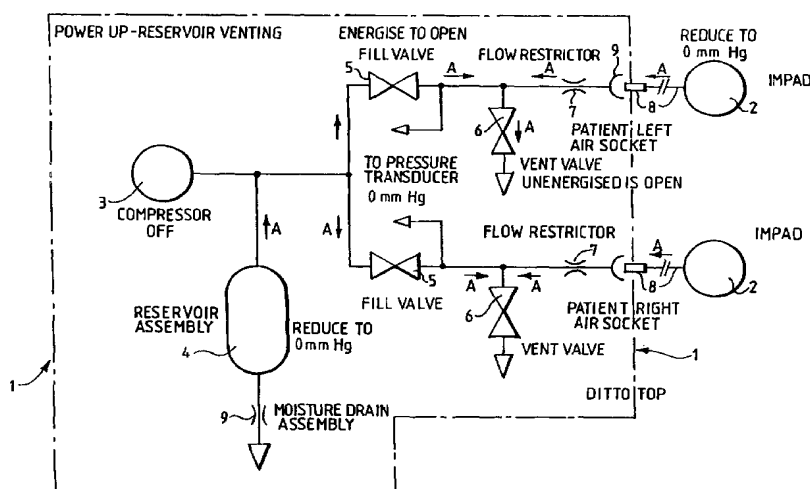 POWER UP-RESERVOIR VENTING
ENERGISE TO OPEN
FILL VALVE
5
A
FLOW RESTRICTOR
A
7
9
A
8
REDUCE TO
0 mm Hg
IMPAD
2
6
A
PATIENT LEFT
AIR SOCKET
VENT VALVE
UNENERGISED IS OPEN
TO PRESSURE
TRANSDUCER
0 mm Hg
3
COMPRESSOR
OFF
A
A
RESERVOIR
ASSEMBLY
4
REDUCE TO
0 mm Hg
5
FILL VALVE
A
A
6
VENT VALVE
FLOW RESTRICTOR
7
A
8
IMPAD
2
PATIENT RIGHT
AIR SOCKET
1
DITTO TOP
1
9
MOISTURE DRAIN
ASSEMBLY